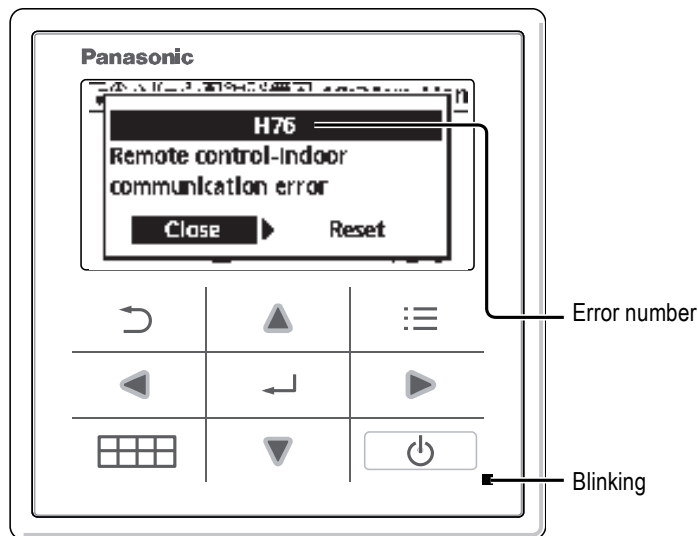 Panasonic
H76
Remote control-Indoor
communication error
Close
Reset
Error number
Blinking